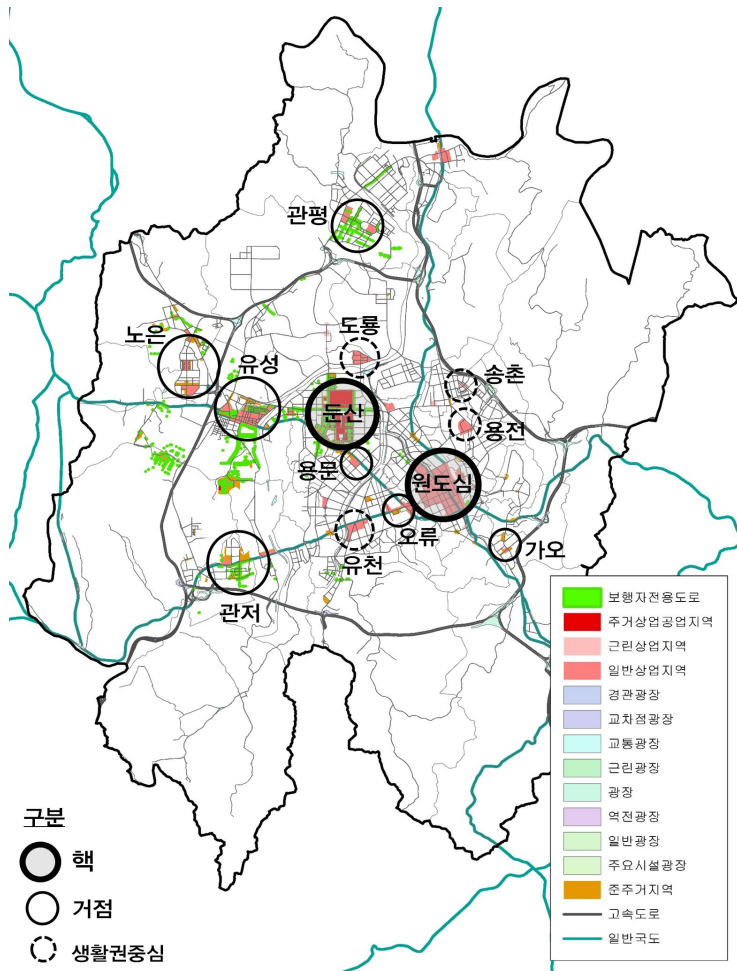 관평
노은
도룡
유성
송촌
둔산
용전
용문
원도심
오류
유천
가오
관저
보행자전용도로
주거상업공업지역
근린상업지역
일반상업지역
경관광장
교차점광장
교통광장
근린광장
광장
역전광장
일반광장
주요시설광장
준주거지역
고속도로
일반국도
구분
핵
거점
생활권중심